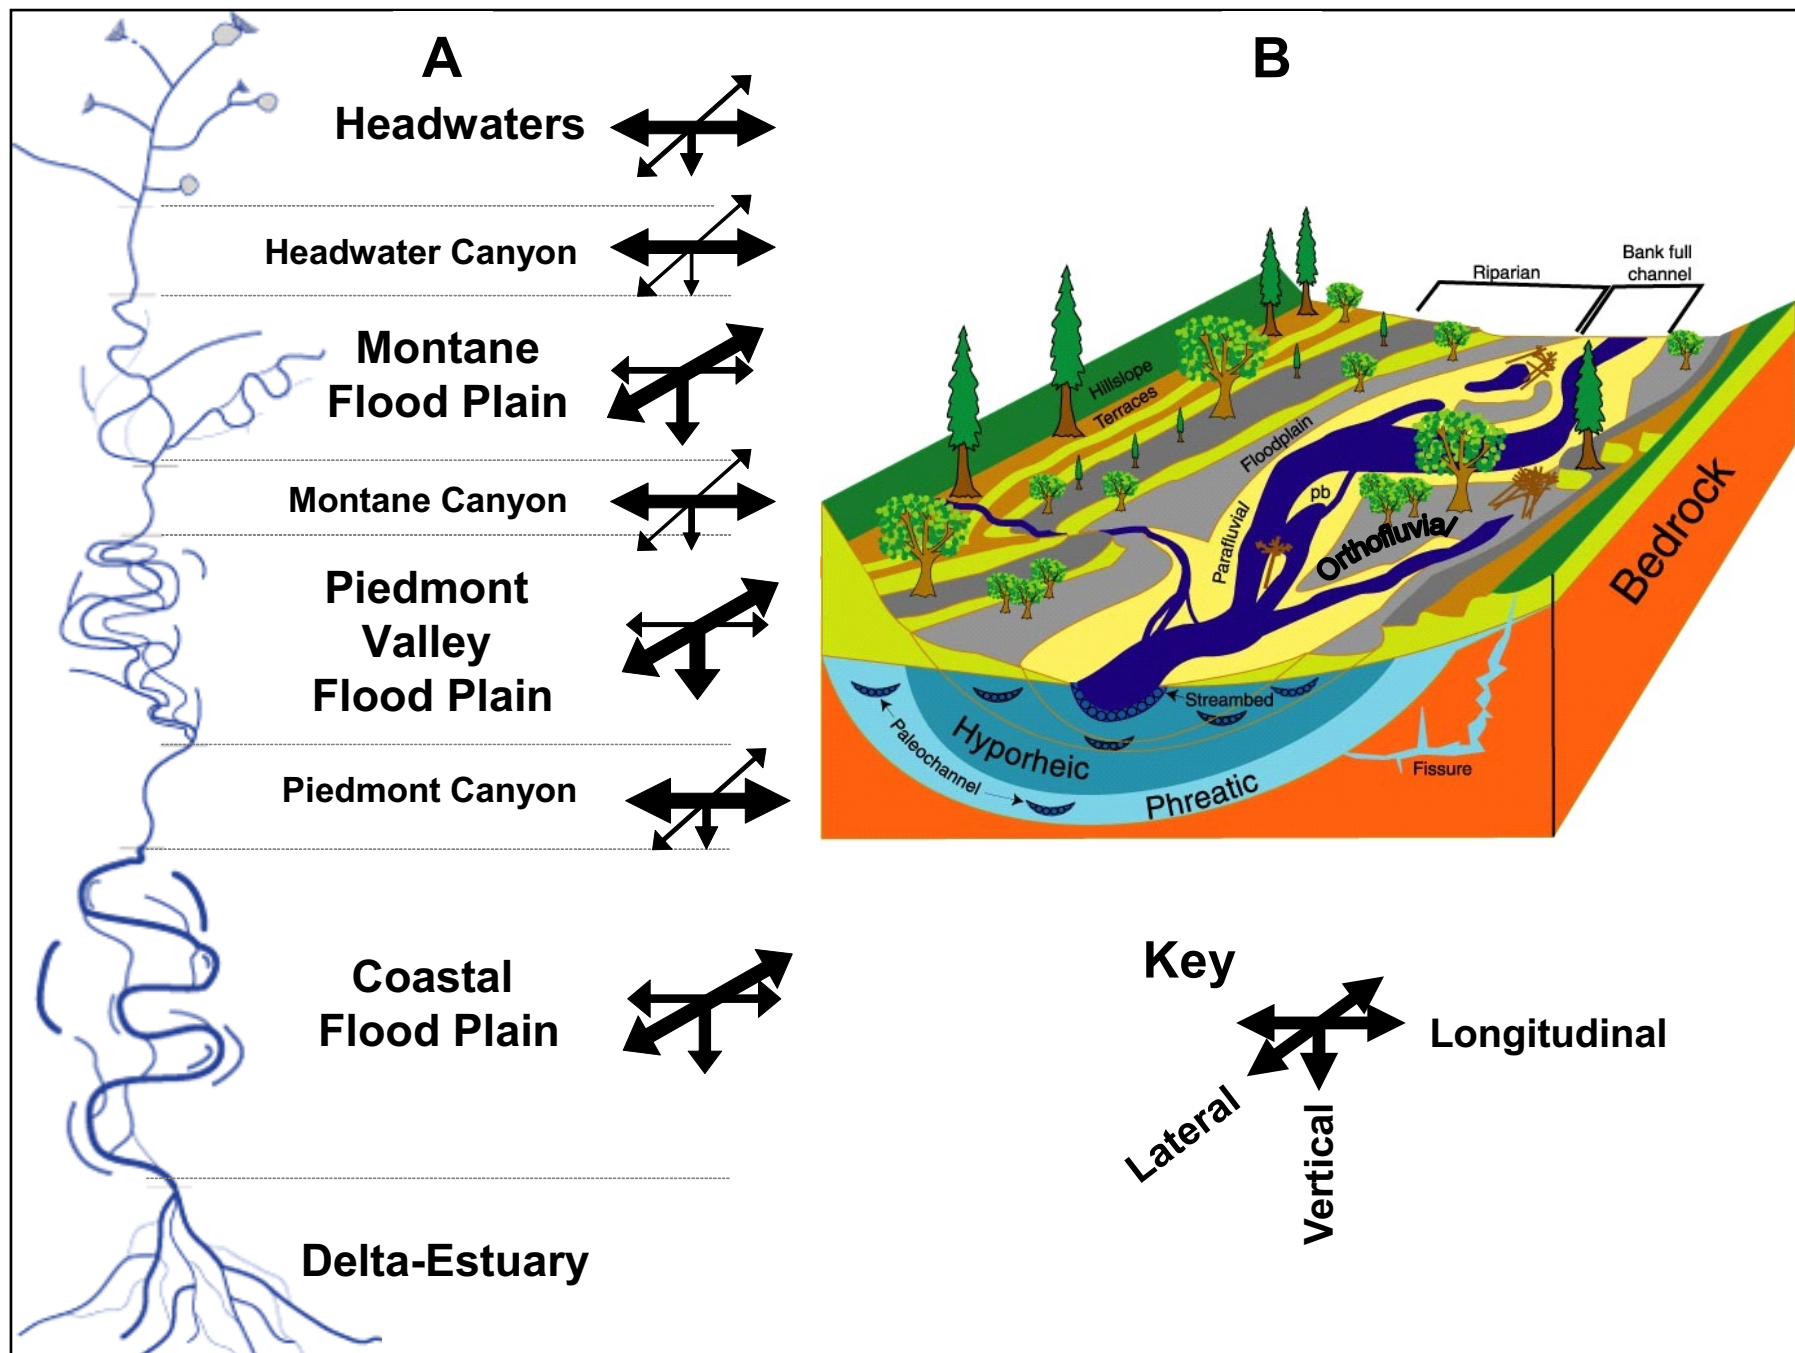 A
Headwaters
Headwater Canyon
Montane
Flood Plain
Montane Canyon
Piedmont
Valley
Flood Plain
Piedmont Canyon
Coastal
Flood Plain
Delta-Estuary
B
Riparian
Bank full
channel
Hillslope
Terraces
Floodplain
Parafluvial
pb
Orthofluvial
Bedrock
Streambed
Hyporheic
Paleochannel
Phreatic
Fissure
Key
Longitudinal
Lateral
Vertical